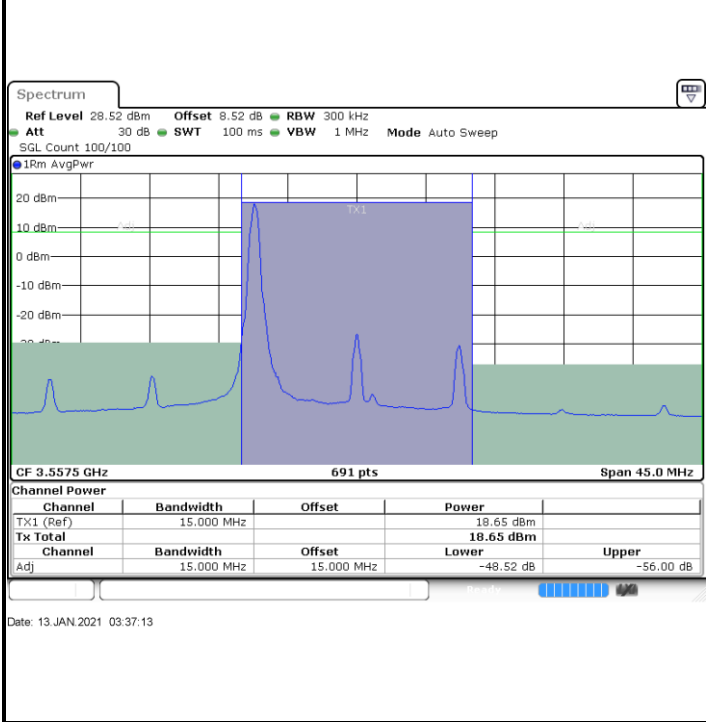 Spectrum
Ref Level 28.52 dBm Offset 8.52 dB RBW 300 kHz
Att 30 dB SWT 100 ms VBW 1 MHz Mode Auto Sweep
SGL Count 100/100
1Rm AvgPwr
20 dBm
TX1
10 dBm Adj Adj
0 dBm
-10 dBm
-20 dBm
CF 3.5575 GHz 691 pts Span 45.0 MHz
Channel Power
Channel Bandwidth Offset Power
TX1 (Ref) 15.000 MHz 18.65 dBm
Tx Total 18.65 dBm
Channel Bandwidth Offset Lower Upper
Adj 15.000 MHz 15.000 MHz -48.52 dB -56.00 dB
Ready
Date: 13.JAN.2021 03:37:13